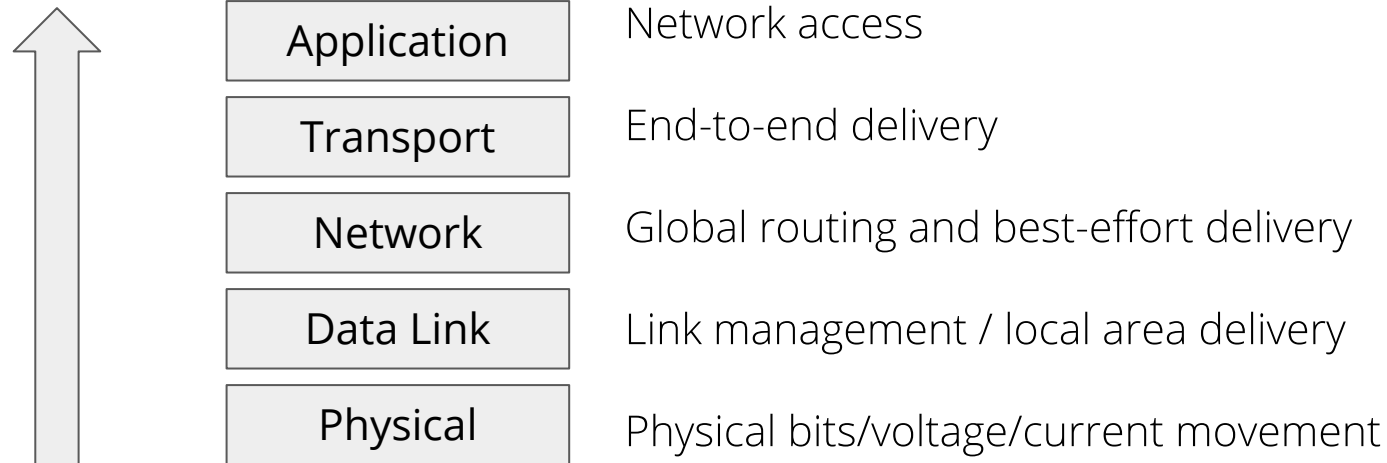 Application
Network access
Transport
End-to-end delivery
Network
Global routing and best-effort delivery
Data Link
Link management / local area delivery
Physical
Physical bits/voltage/current movement